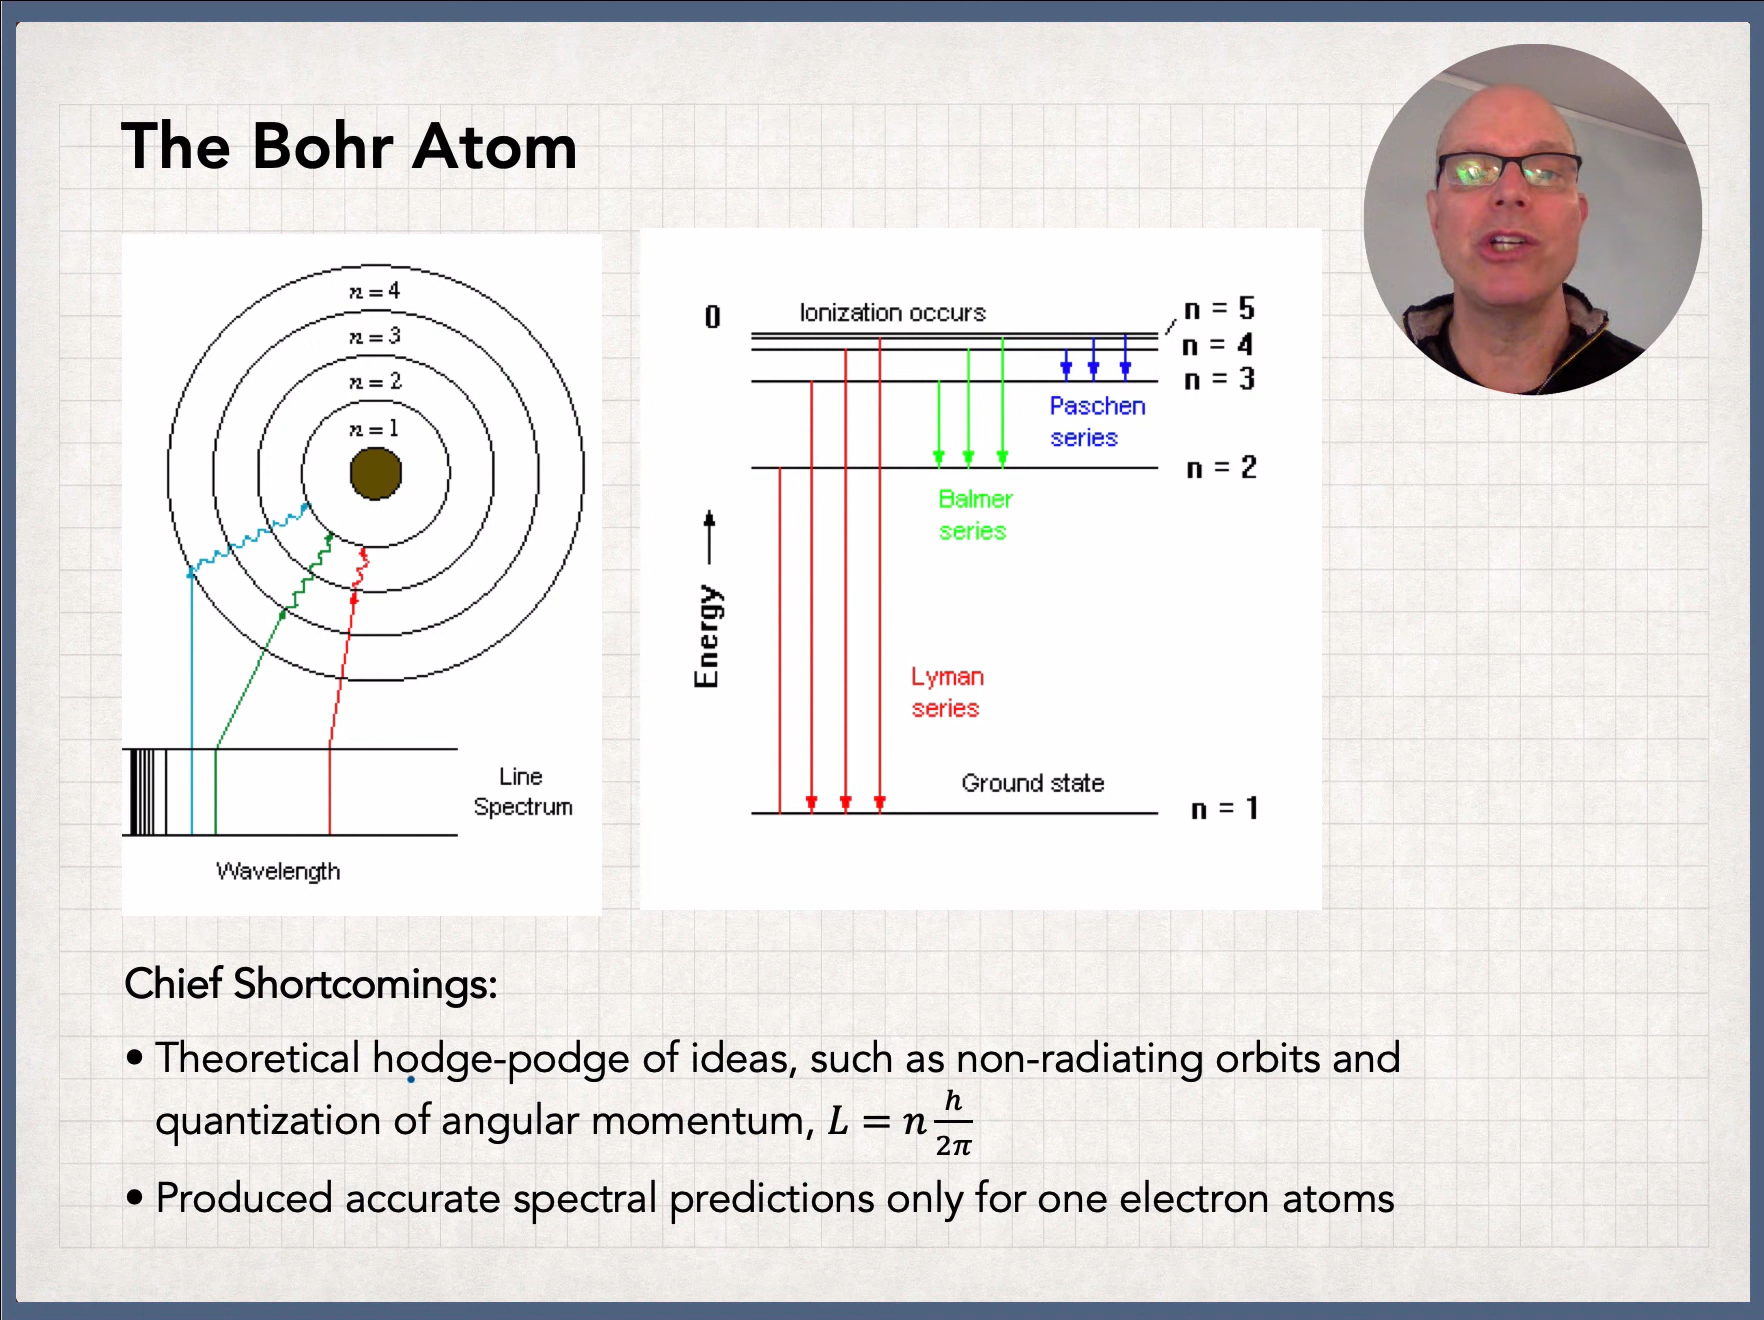 The Bohr Atom
n = 4
n = 3
n = 2
n = 1
Line
Spectrum
Wavelength
0
Ionization occurs
n = 5
n = 4
n = 3
Paschen
series
n = 2
Balmer
series
Energy
Lyman
series
Ground state
n = 1
Chief Shortcomings:
• Theoretical hodge-podge of ideas, such as non-radiating orbits and
quantization of angular momentum, L = n h/2π
• Produced accurate spectral predictions only for one electron atoms